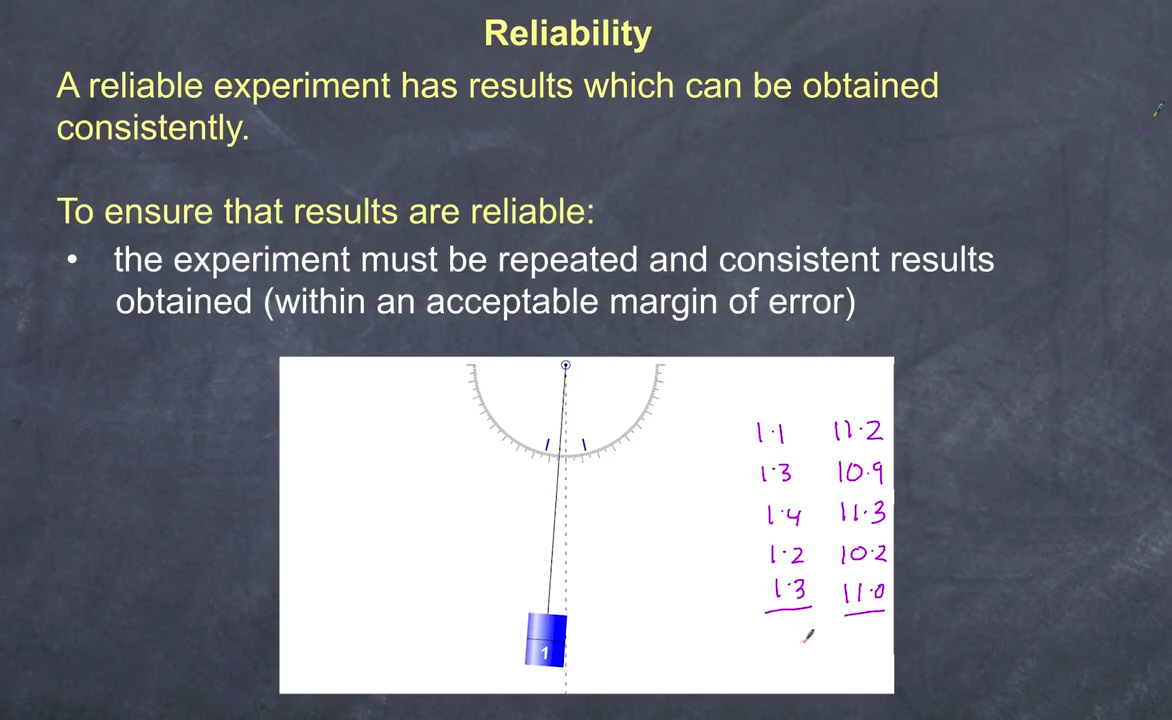 Reliability
A reliable experiment has results which can be obtained
consistently.
To ensure that results are reliable:
• the experiment must be repeated and consistent results
obtained (within an acceptable margin of error)
1·1 11·2
1·3 10·9
1·4 11·3
1·2 10·2
1·3 11·0
1